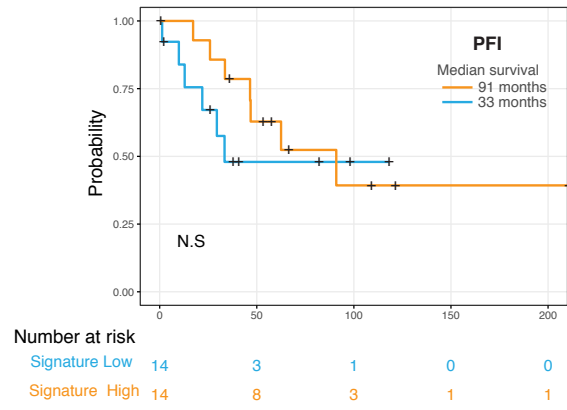 1.00
0.75
0.50
0.25
0.00
Probability
PFI
Median survival
91 months
33 months
N.S
0 50 100 150 200
Number at risk
Signature Low 14 3 1 0 0
Signature High 14 8 3 1 1